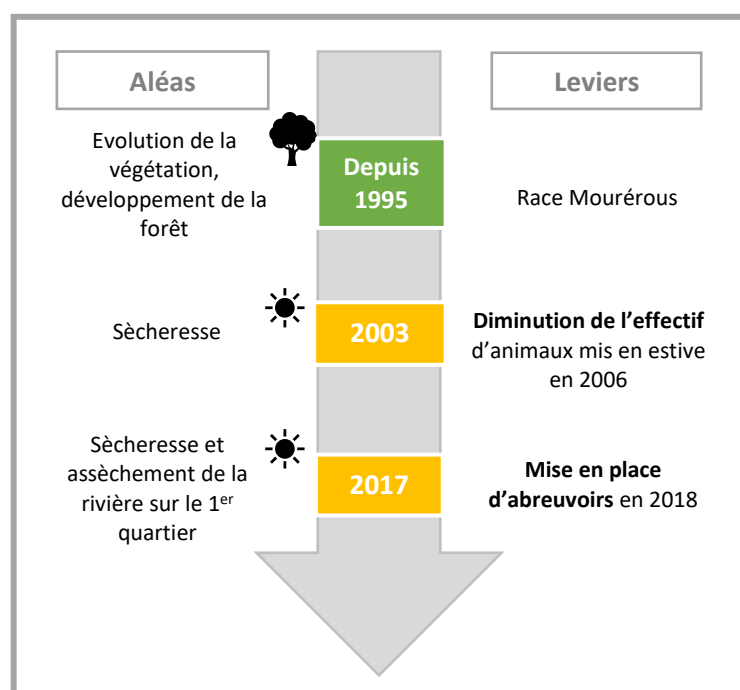 Aléas
Leviers
Evolution de la
végétation,
développement de la
forêt
Depuis
1995
Race Mourérous
Sècheresse
2003
Diminution de l’effectif
d’animaux mis en estive
en 2006
Sècheresse et
assèchement de la
rivière sur le 1er
quartier
2017
Mise en place
d’abreuvoirs en 2018